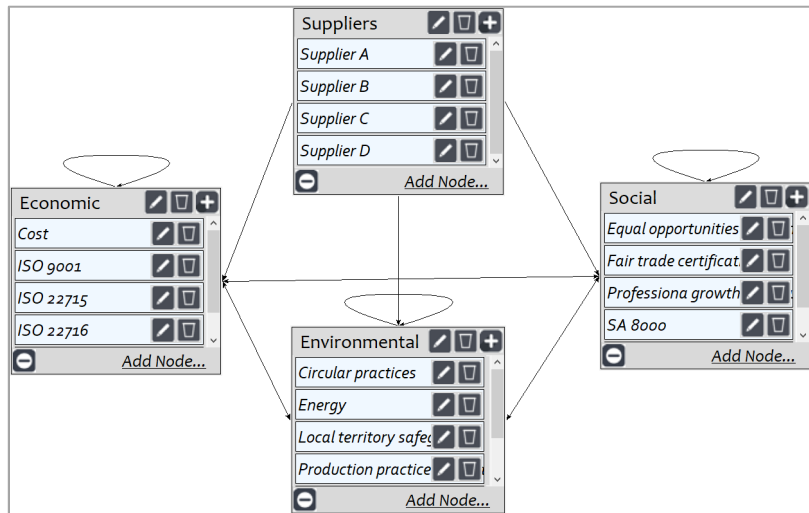 Suppliers
Supplier A
Supplier B
Supplier C
Supplier D
Add Node...
Economic
Cost
ISO 9001
ISO 22715
ISO 22716
Add Node...
Social
Equal opportunities
Fair trade certificat
Professiona growth
SA 8000
Add Node...
Environmental
Circular practices
Energy
Local territory safeg
Production practice
Add Node...